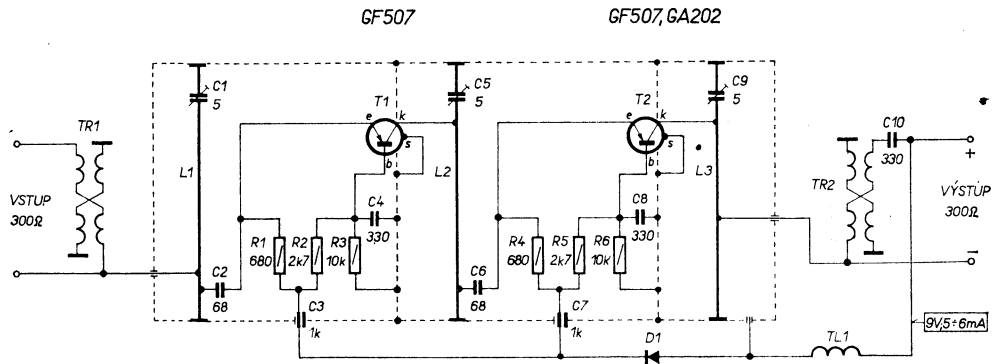 GF507
GF507, GA202
C1
5
C5
5
C9
5
T1
e
k
s
b
T2
e
k
s
b
C10
330
TR1
L1
L2
L3
TR2
+
VSTUP
300Ω
VÝSTUP
300Ω
C4
330
C8
330
R1
680
R2
2k7
R3
10k
R4
680
R5
2k7
R6
10k
−
C2
68
C6
68
C3
1k
C7
1k
9V,5÷6mA
D1
TL1